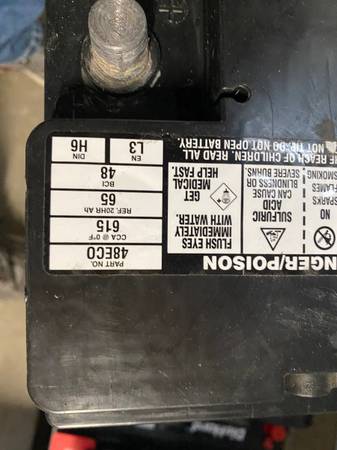 NGER/POISON
NO
SPARKS
FLAMES
SMOKING
SULFURIC
ACID
CAN CAUSE
BLINDNESS OR
SEVERE BURNS.
FLUSH EYES
IMMEDIATELY
WITH WATER.
GET
MEDICAL
HELP FAST.
REACH OF CHILDREN. READ ALL
NOT TIP. DO NOT OPEN BATTERY.
PART NO.
48ECO
CCA @ 0°F
615
REF. 20HR Ah
65
BCI
48
EN
L3
DIN
H6
DieHard